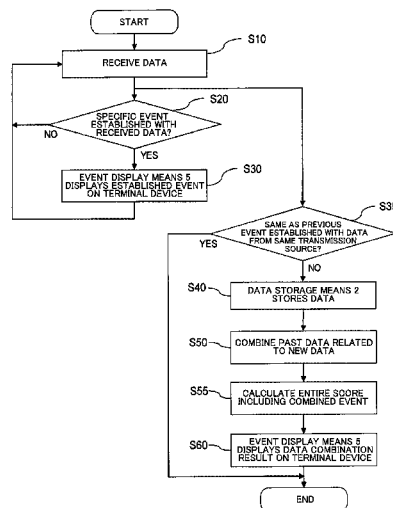 START
S10
RECEIVE DATA
S20
SPECIFIC EVENT
ESTABLISHED WITH
RECEIVED DATA?
NO
YES
S30
EVENT DISPLAY MEANS 5
DISPLAYS ESTABLISHED EVENT
ON TERMINAL DEVICE
S35
SAME AS PREVIOUS
EVENT ESTABLISHED WITH DATA
FROM SAME TRANSMISSION
SOURCE?
YES
NO
S40
DATA STORAGE MEANS 2
STORES DATA
S50
COMBINE PAST DATA RELATED
TO NEW DATA
S55
CALCULATE ENTIRE SCORE
INCLUDING COMBINED EVENT
S60
EVENT DISPLAY MEANS 5
DISPLAYS DATA COMBINATION
RESULT ON TERMINAL DEVICE
END